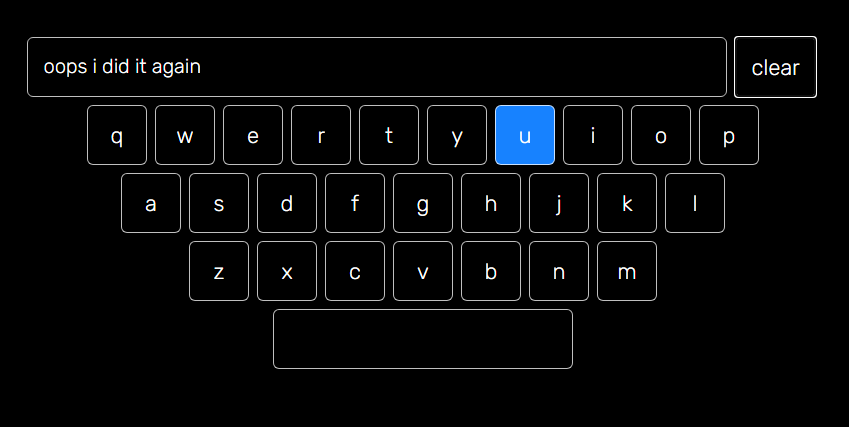 oops i did it again clear
q w e r t y u i o p
a s d f g h j k l
z x c v b n m